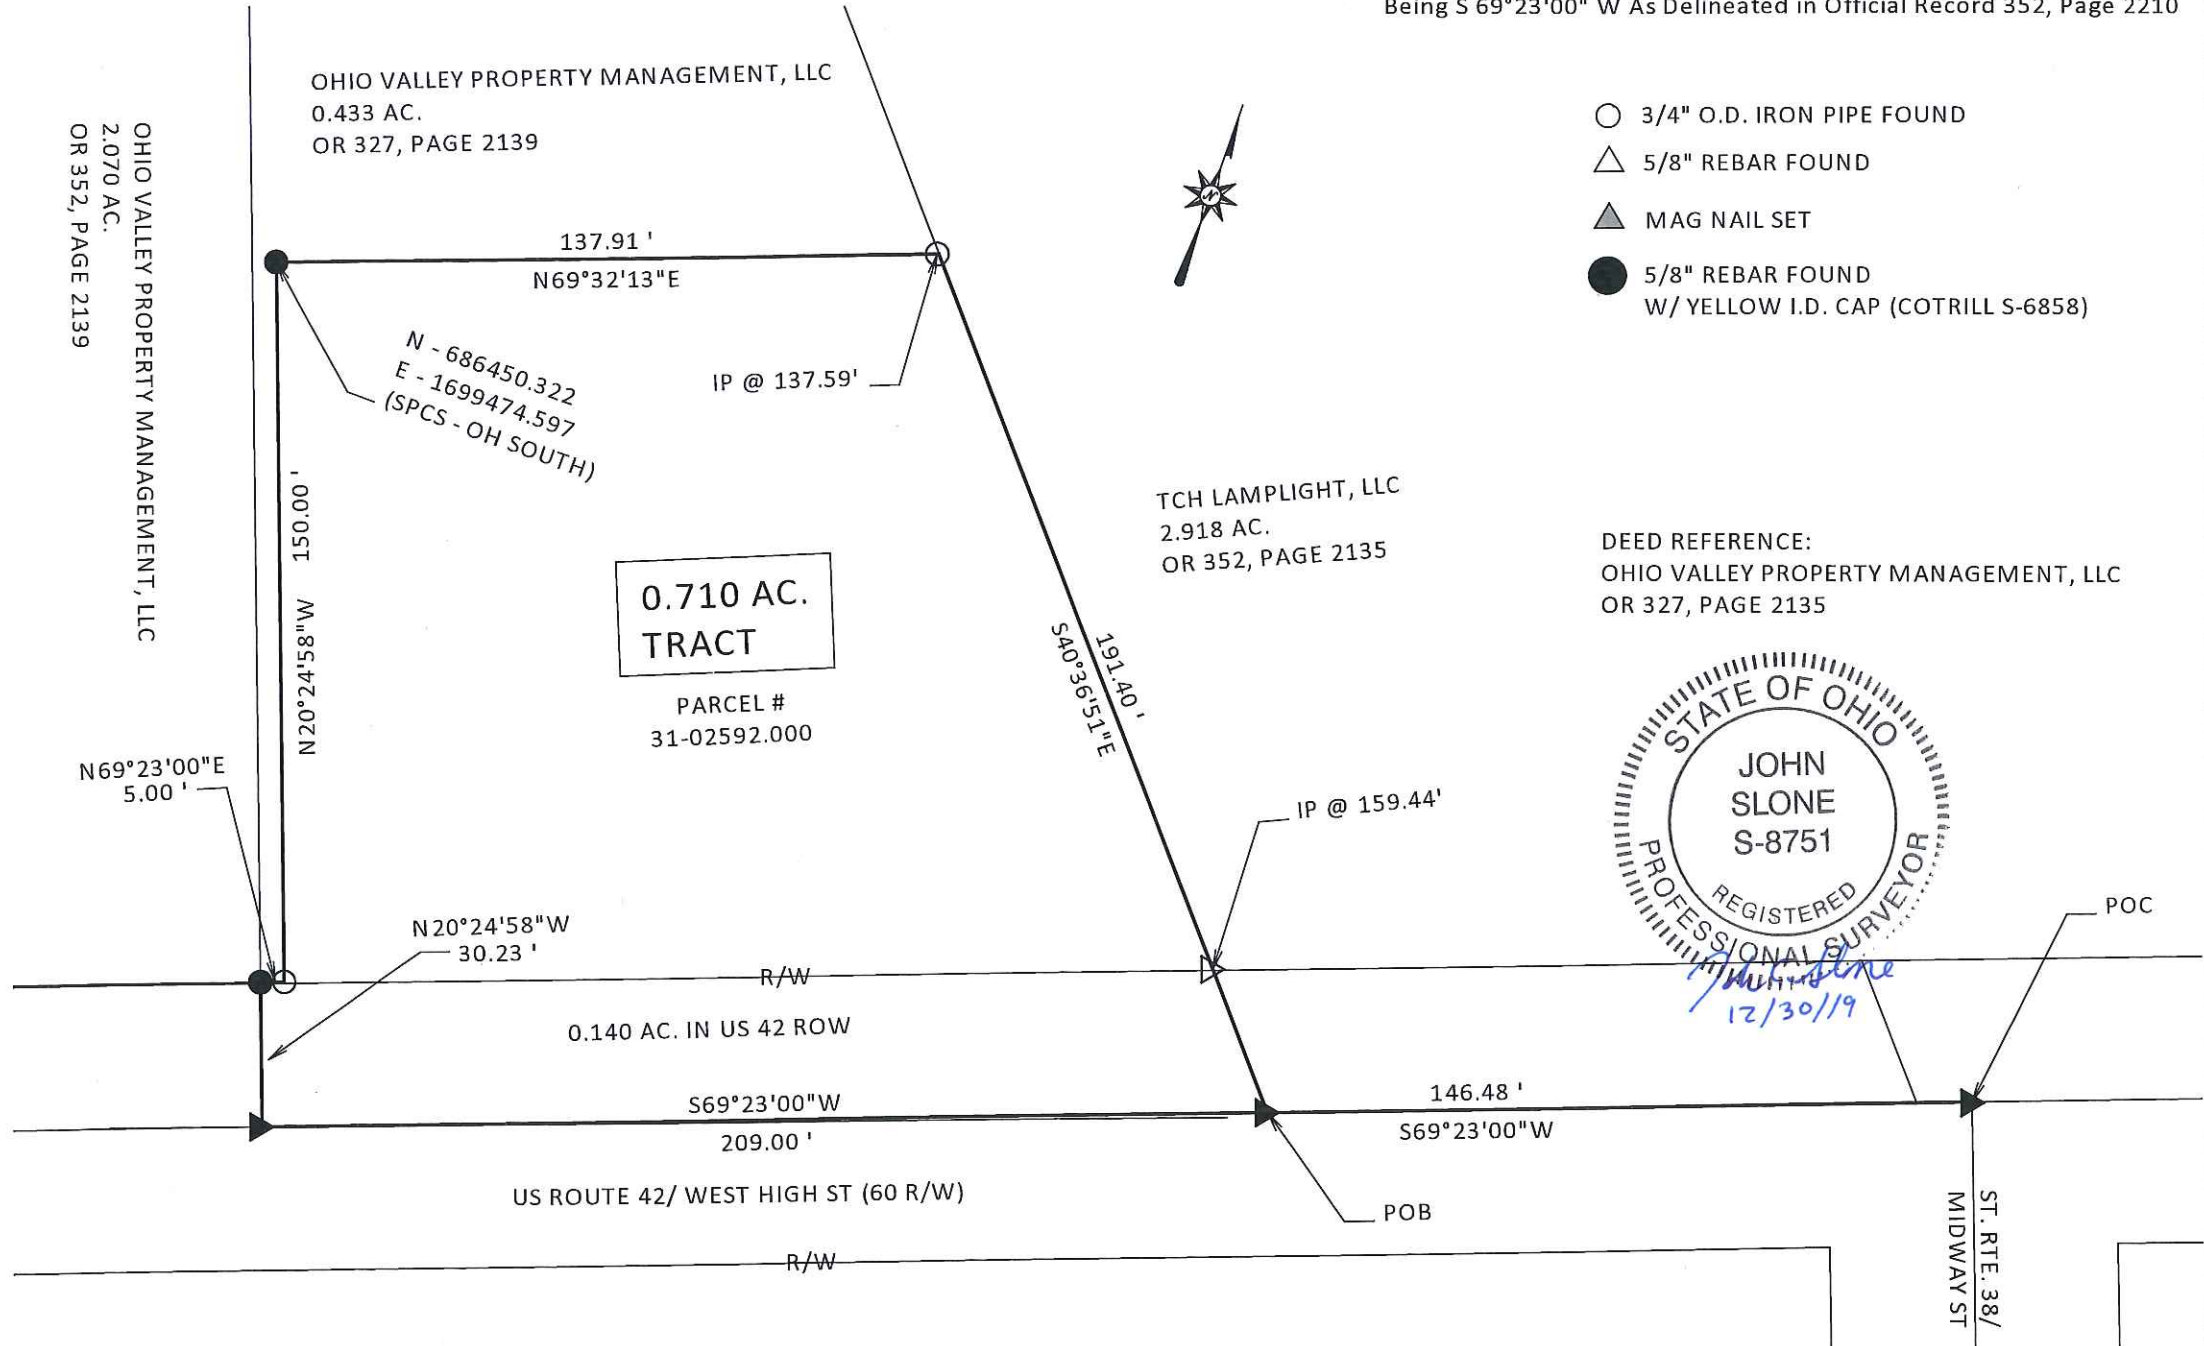 Being S 69°23'00" W As Delineated in Official Record 352, Page 2210
OHIO VALLEY PROPERTY MANAGEMENT, LLC
0.433 AC.
OR 327, PAGE 2139
OHIO VALLEY PROPERTY MANAGEMENT, LLC
2.070 AC.
OR 352, PAGE 2139
3/4" O.D. IRON PIPE FOUND
5/8" REBAR FOUND
MAG NAIL SET
5/8" REBAR FOUND
W/ YELLOW I.D. CAP (COTRILL S-6858)
N
137.91 '
N69°32'13"E
N - 686450.322
E - 1699474.597
(SPCS - OH SOUTH)
IP @ 137.59'
150.00'
N20°24'58"W
TCH LAMPLIGHT, LLC
2.918 AC.
OR 352, PAGE 2135
DEED REFERENCE:
OHIO VALLEY PROPERTY MANAGEMENT, LLC
OR 327, PAGE 2135
0.710 AC.
TRACT
PARCEL #
31-02592.000
191.40 '
S40°36'51"E
STATE OF OHIO
JOHN
SLONE
S-8751
REGISTERED
PROFESSIONAL SURVEYOR
12/30/19
N69°23'00"E
5.00 '
IP @ 159.44'
POC
N20°24'58"W
30.23 '
R/W
0.140 AC. IN US 42 ROW
S69°23'00"W
209.00 '
146.48 '
S69°23'00"W
US ROUTE 42/ WEST HIGH ST (60 R/W)
POB
R/W
ST. RTE. 38/
MIDWAY ST